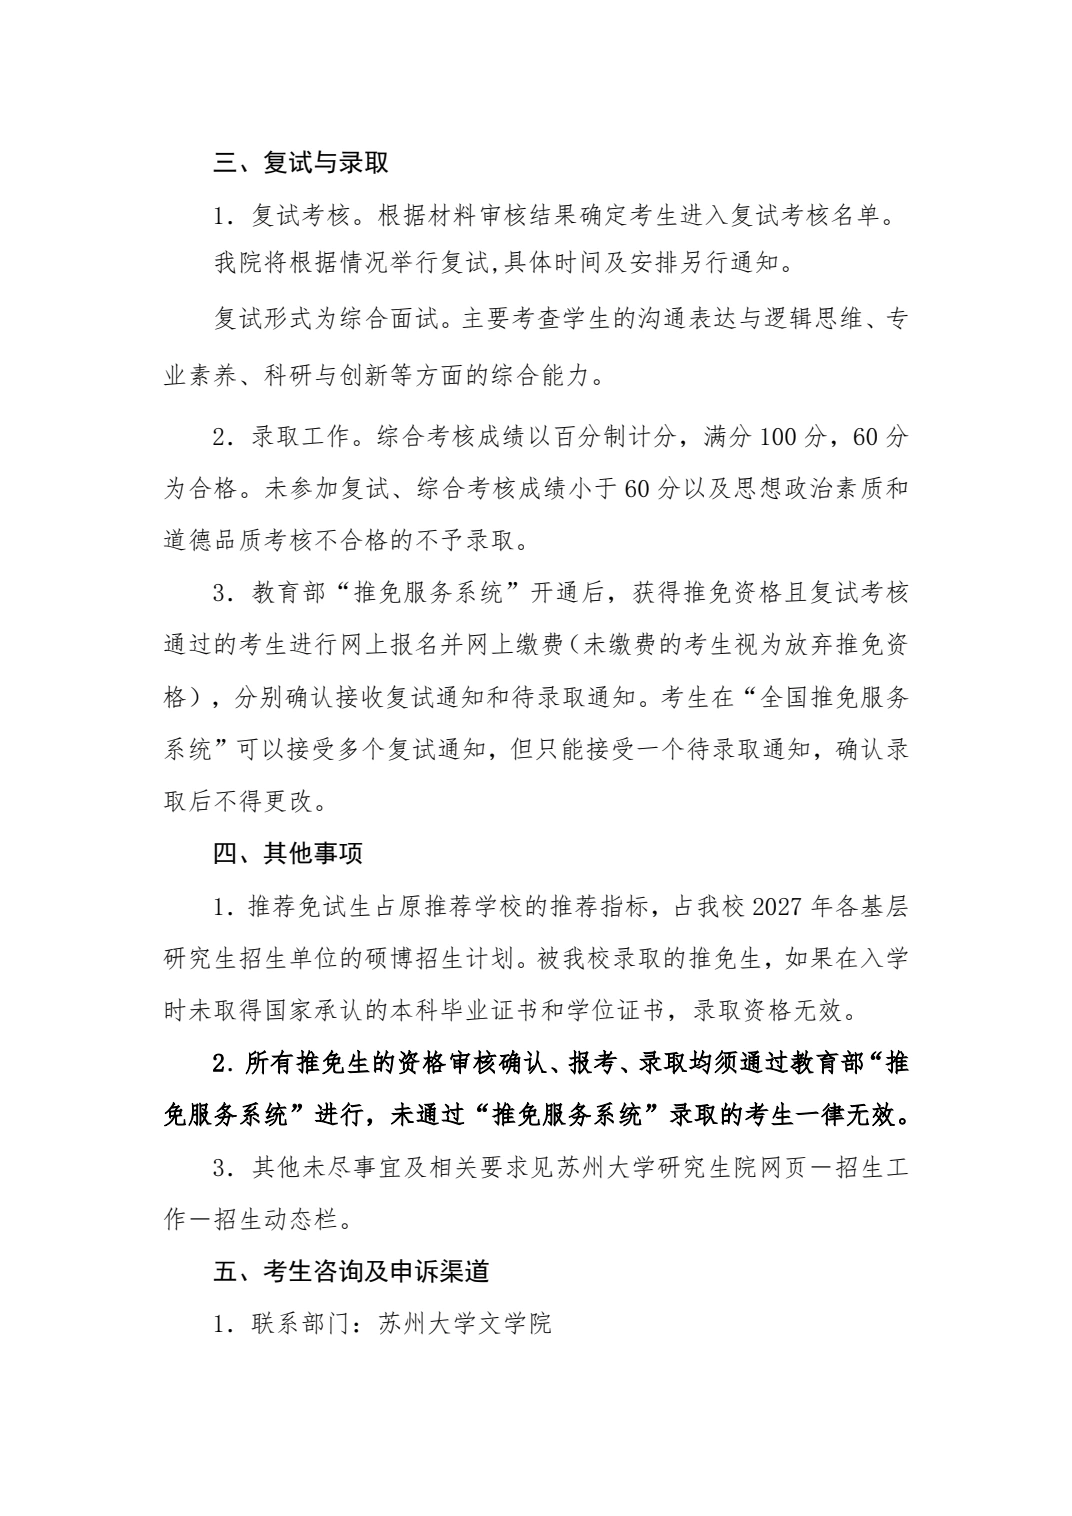 三、复试与录取
1. 复试考核。根据材料审核结果确定考生进入复试考核名单。
我院将根据情况举行复试,具体时间及安排另行通知。
复试形式为综合面试。主要考查学生的沟通表达与逻辑思维、专
业素养、科研与创新等方面的综合能力。
2. 录取工作。综合考核成绩以百分制计分，满分 100 分，60 分
为合格。未参加复试、综合考核成绩小于 60 分以及思想政治素质和
道德品质考核不合格的不予录取。
3. 教育部“推免服务系统”开通后，获得推免资格且复试考核
通过的考生进行网上报名并网上缴费（未缴费的考生视为放弃推免资
格），分别确认接收复试通知和待录取通知。考生在“全国推免服务
系统”可以接受多个复试通知，但只能接受一个待录取通知，确认录
取后不得更改。
四、其他事项
1. 推荐免试生占原推荐学校的推荐指标，占我校 2027 年各基层
研究生招生单位的硕博招生计划。被我校录取的推免生，如果在入学
时未取得国家承认的本科毕业证书和学位证书，录取资格无效。
2. 所有推免生的资格审核确认、报考、录取均须通过教育部“推
免服务系统”进行，未通过“推免服务系统”录取的考生一律无效。
3. 其他未尽事宜及相关要求见苏州大学研究生院网页－招生工
作－招生动态栏。
五、考生咨询及申诉渠道
1. 联系部门：苏州大学文学院